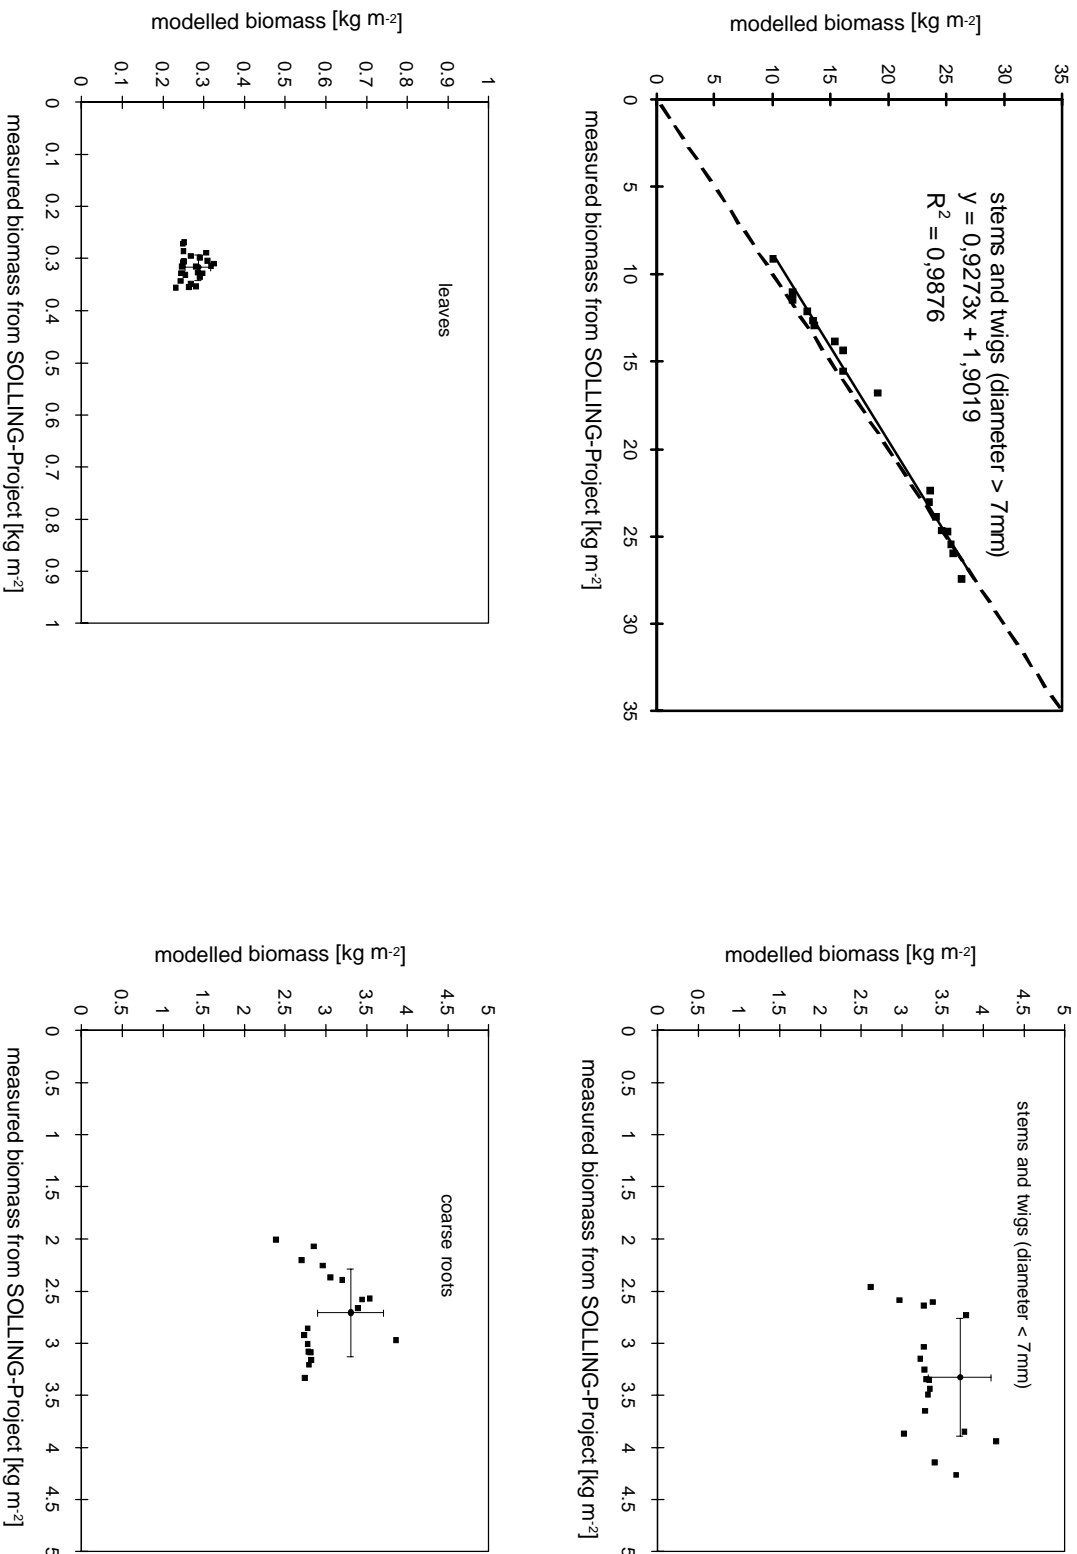 modelled biomass [kg m-2]
35
30
25
20
15
10
5
0
stems and twigs (diameter > 7mm)
y = 0,9273x + 1,9019
R2 = 0,9876
0 5 10 15 20 25 30 35
measured biomass from SOLLING-Project [kg m-2]
modelled biomass [kg m-2]
5
4.5
4
3.5
3
2.5
2
1.5
1
0.5
0
stems and twigs (diameter < 7mm)
0 0.5 1 1.5 2 2.5 3 3.5 4 4.5 5
measured biomass from SOLLING-Project [kg m-2]
modelled biomass [kg m-2]
1
0.9
0.8
0.7
0.6
0.5
0.4
0.3
0.2
0.1
0
leaves
0 0.1 0.2 0.3 0.4 0.5 0.6 0.7 0.8 0.9 1
measured biomass from SOLLING-Project [kg m-2]
modelled biomass [kg m-2]
5
4.5
4
3.5
3
2.5
2
1.5
1
0.5
0
coarse roots
0 0.5 1 1.5 2 2.5 3 3.5 4 4.5 5
measured biomass from SOLLING-Project [kg m-2]